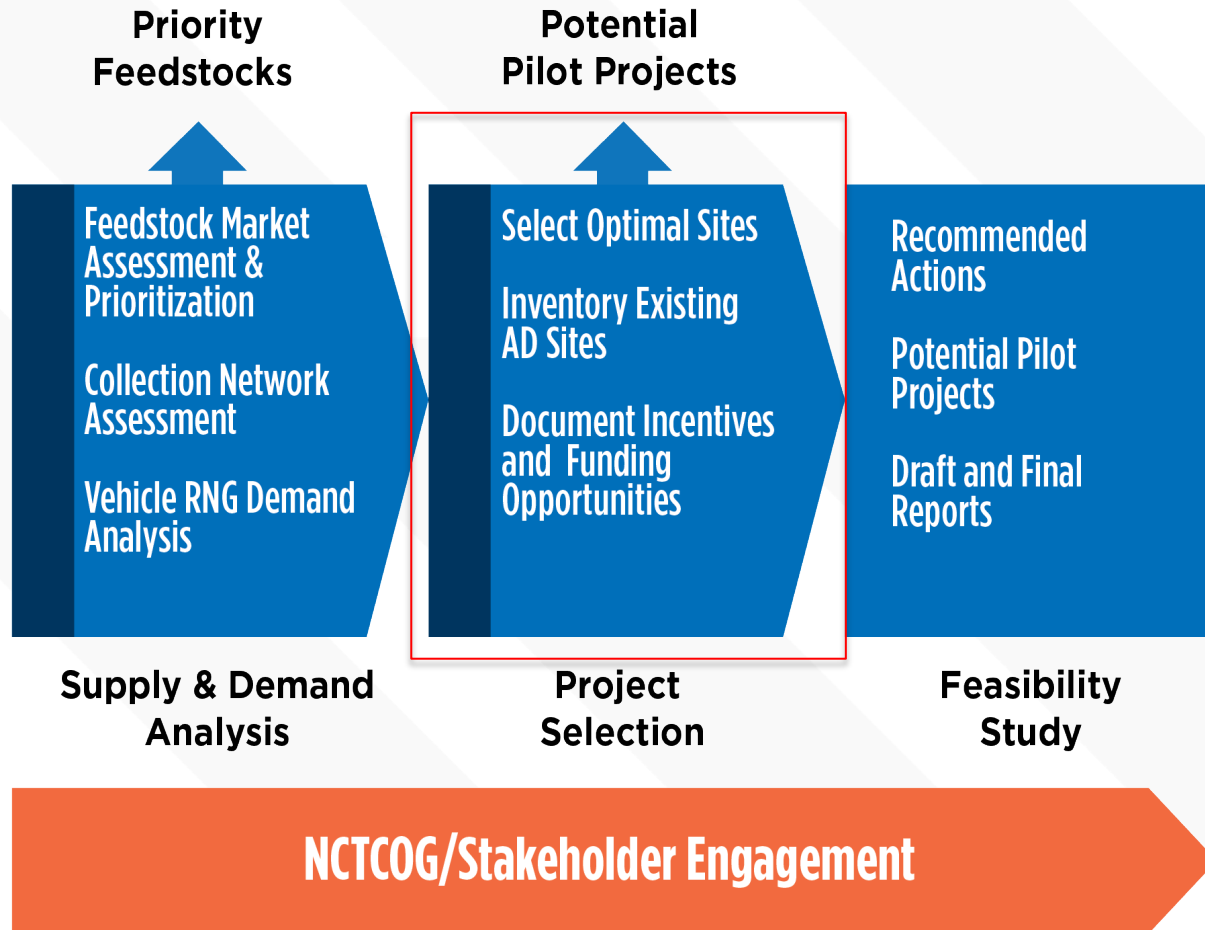 Priority
Feedstocks
Potential
Pilot Projects
Feedstock Market
Assessment &
Prioritization
Collection Network
Assessment
Vehicle RNG Demand
Analysis
Select Optimal Sites
Inventory Existing
AD Sites
Document Incentives
and Funding
Opportunities
Recommended
Actions
Potential Pilot
Projects
Draft and Final
Reports
Supply & Demand
Analysis
Project
Selection
Feasibility
Study
NCTCOG/Stakeholder Engagement